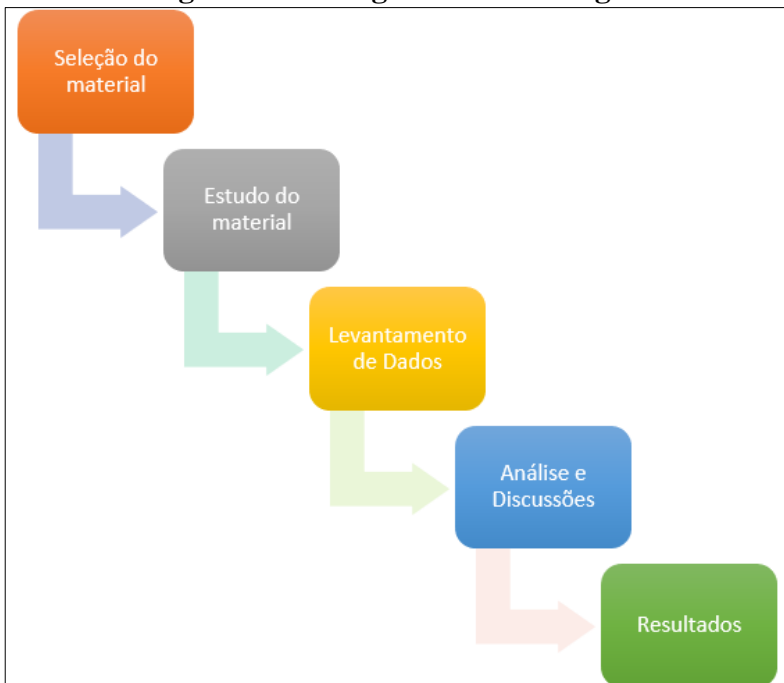 Seleção do
material
Estudo do
material
Levantamento
de Dados
Análise e
Discussões
Resultados